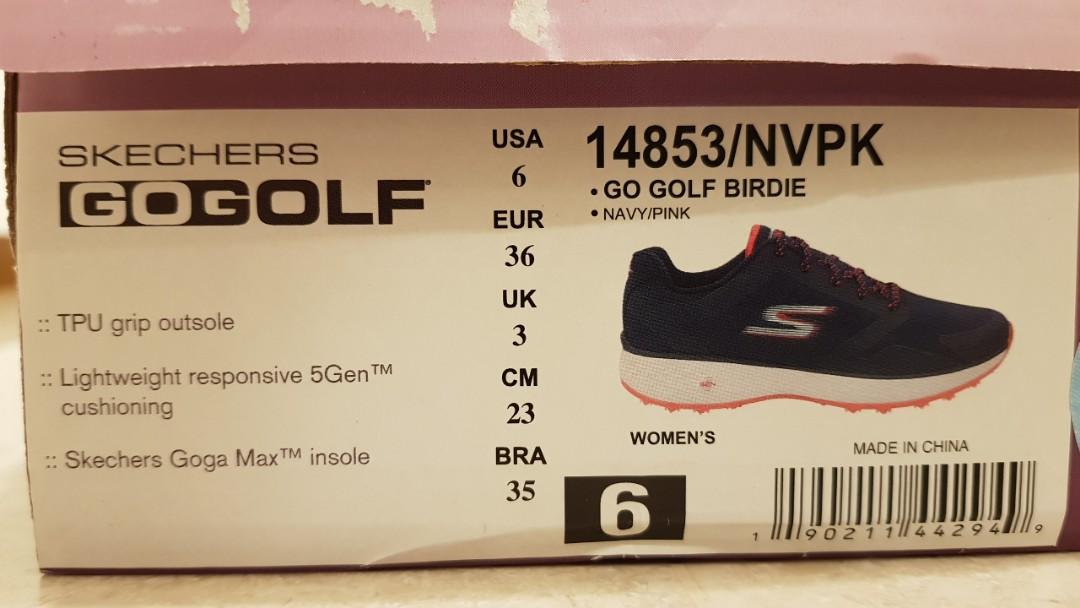 SKECHERS
GOGOLF
:: TPU grip outsole
:: Lightweight responsive 5Gen™
cushioning
:: Skechers Goga Max™ insole
USA
6
EUR
36
UK
3
CM
23
BRA
35
14853/NVPK
• GO GOLF BIRDIE
• NAVY/PINK
WOMEN'S
6
MADE IN CHINA
1 90211 44294 9